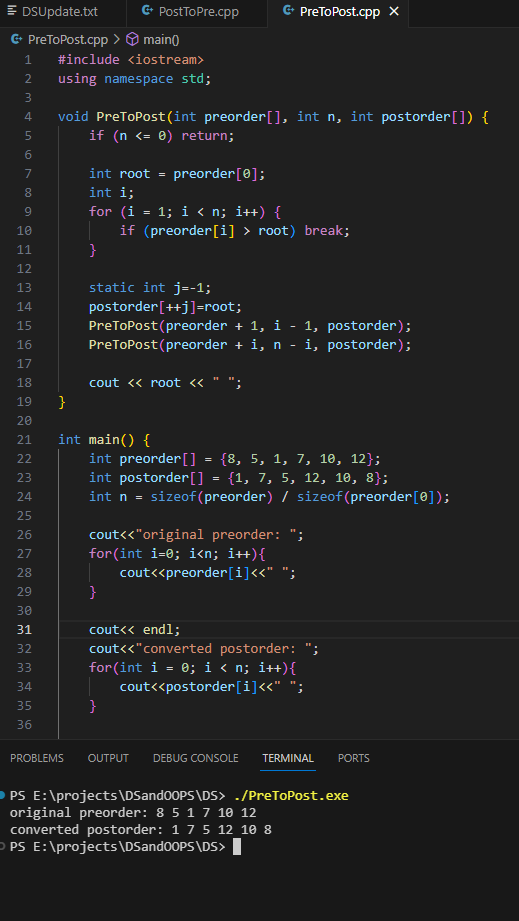 DSUpdate.txt PostToPre.cpp PreToPost.cpp ×
PreToPost.cpp > main()
1 #include <iostream>
2 using namespace std;
3
4 void PreToPost(int preorder[], int n, int postorder[]) {
5     if (n <= 0) return;
6
7     int root = preorder[0];
8     int i;
9     for (i = 1; i < n; i++) {
10         if (preorder[i] > root) break;
11     }
12
13     static int j=-1;
14     postorder[++j]=root;
15     PreToPost(preorder + 1, i - 1, postorder);
16     PreToPost(preorder + i, n - i, postorder);
17
18     cout << root << " ";
19 }
20
21 int main() {
22     int preorder[] = {8, 5, 1, 7, 10, 12};
23     int postorder[] = {1, 7, 5, 12, 10, 8};
24     int n = sizeof(preorder) / sizeof(preorder[0]);
25
26     cout<<"original preorder: ";
27     for(int i=0; i<n; i++){
28         cout<<preorder[i]<<" ";
29     }
30
31     cout<< endl;
32     cout<<"converted postorder: ";
33     for(int i = 0; i < n; i++){
34         cout<<postorder[i]<<" ";
35     }
36
PROBLEMS OUTPUT DEBUG CONSOLE TERMINAL PORTS
PS E:\projects\DSandOOPS\DS> ./PreToPost.exe
original preorder: 8 5 1 7 10 12
converted postorder: 1 7 5 12 10 8
PS E:\projects\DSandOOPS\DS>